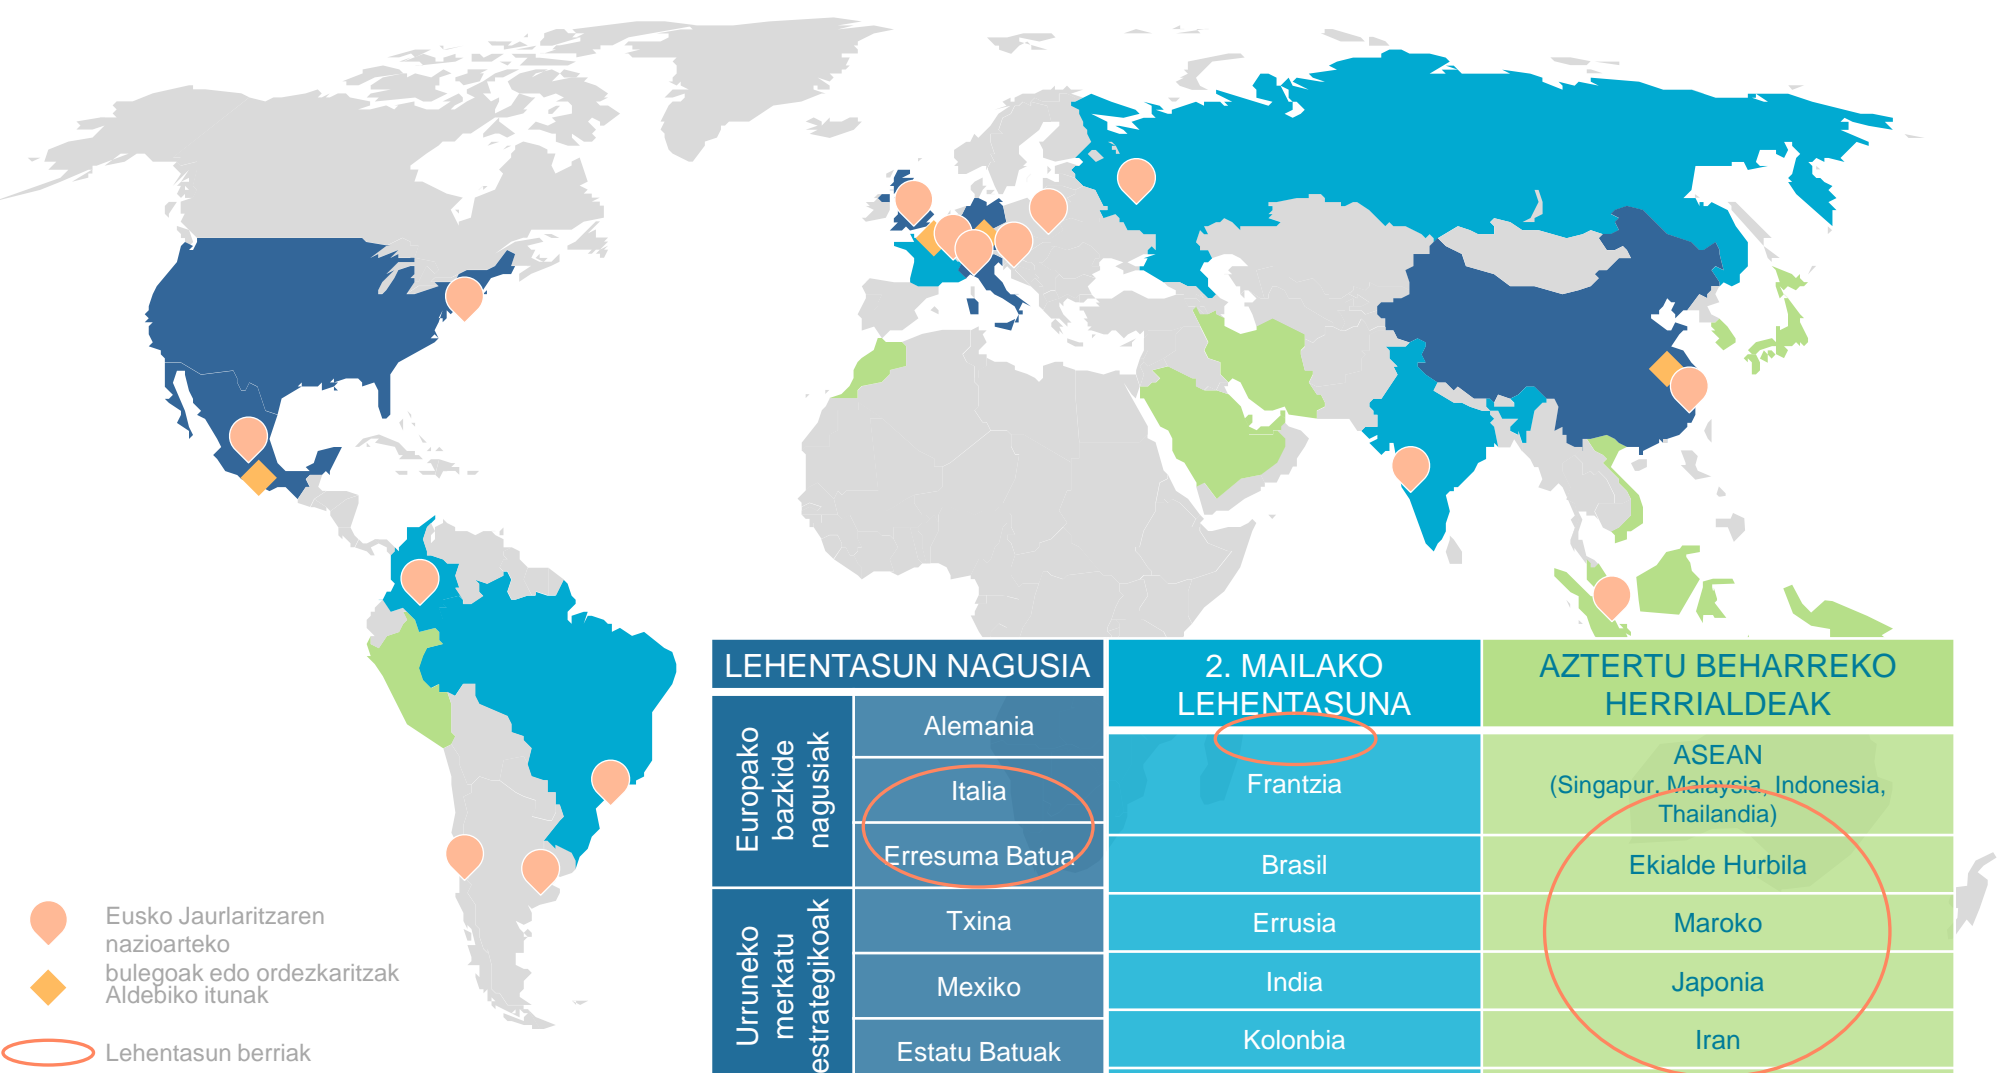 LEHENTASUN NAGUSIA
2. MAILAKO
LEHENTASUNA
AZTERTU BEHARREKO
HERRIALDEAK
Europako
bazkide
nagusiak
Alemania
Italia
Erresuma Batua
Urruneko
merkatu
estrategikoak
Txina
Mexiko
Estatu Batuak
Frantzia
Brasil
Errusia
India
Kolonbia
ASEAN
(Singapur. Malaysia, Indonesia,
Thailandia)
Ekialde Hurbila
Maroko
Japonia
Iran
Eusko Jaurlaritzaren
nazioarteko
bulegoak edo ordezkaritzak
Aldebiko itunak
Lehentasun berriak